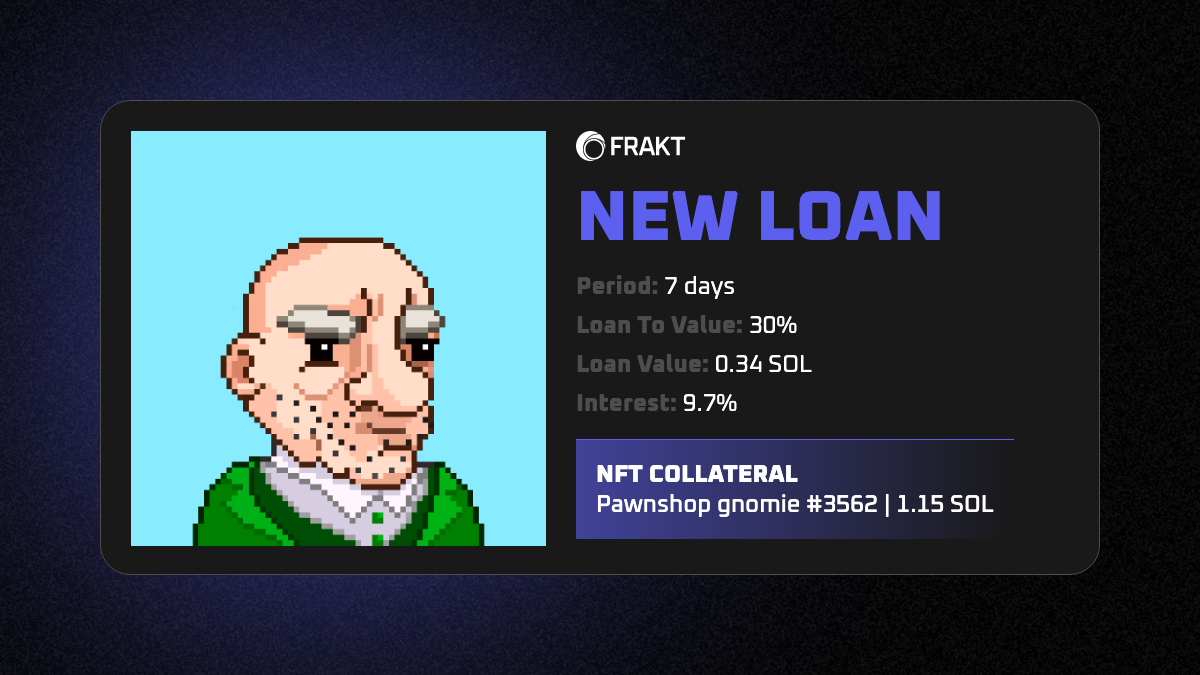 FRAKT
NEW LOAN
Period: 7 days
Loan To Value: 30%
Loan Value: 0.34 SOL
Interest: 9.7%
NFT COLLATERAL
Pawnshop gnomie #3562 | 1.15 SOL